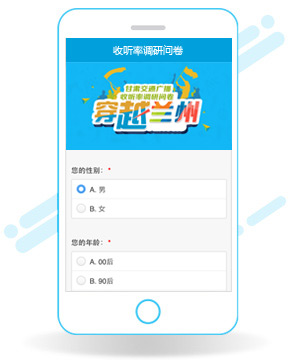 收听率调研问卷
甘肃交通广播
收听率调研问卷
穿越兰州
您的性别：*
A. 男
B. 女
您的年龄：*
A. 00后
B. 90后